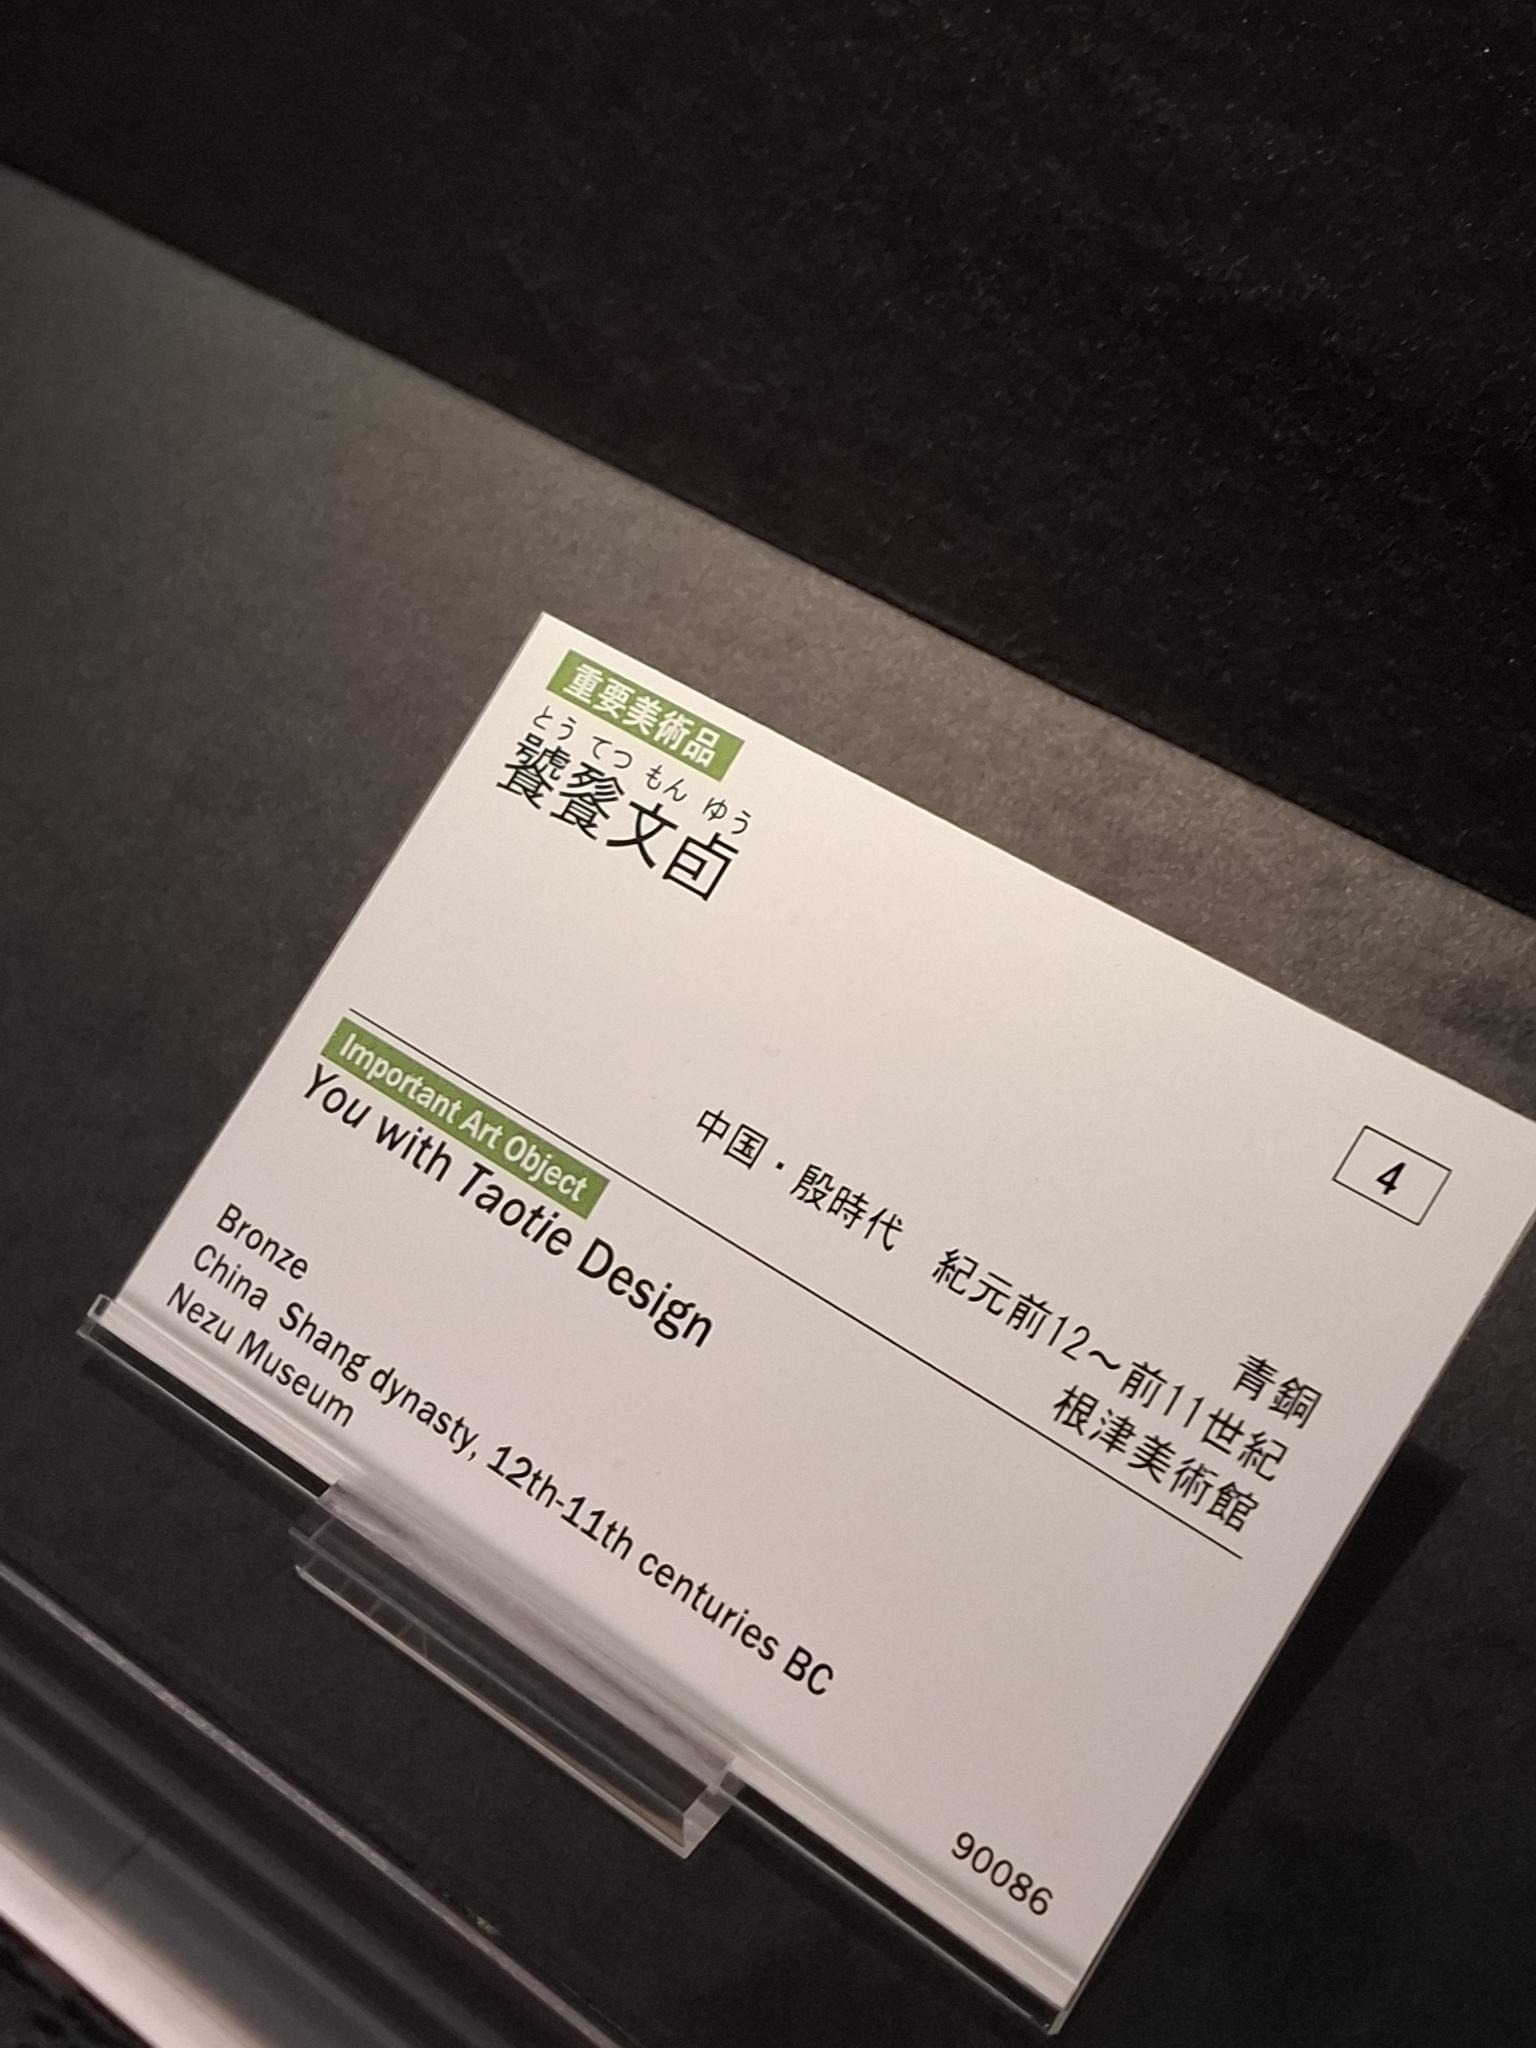 重要美術品
とう てつ もん ゆう
饕餮文卣
4
青銅
中国・殷時代　紀元前12～前11世紀
根津美術館
Important Art Object
You with Taotie Design
Bronze
China Shang dynasty, 12th-11th centuries BC
Nezu Museum
90086